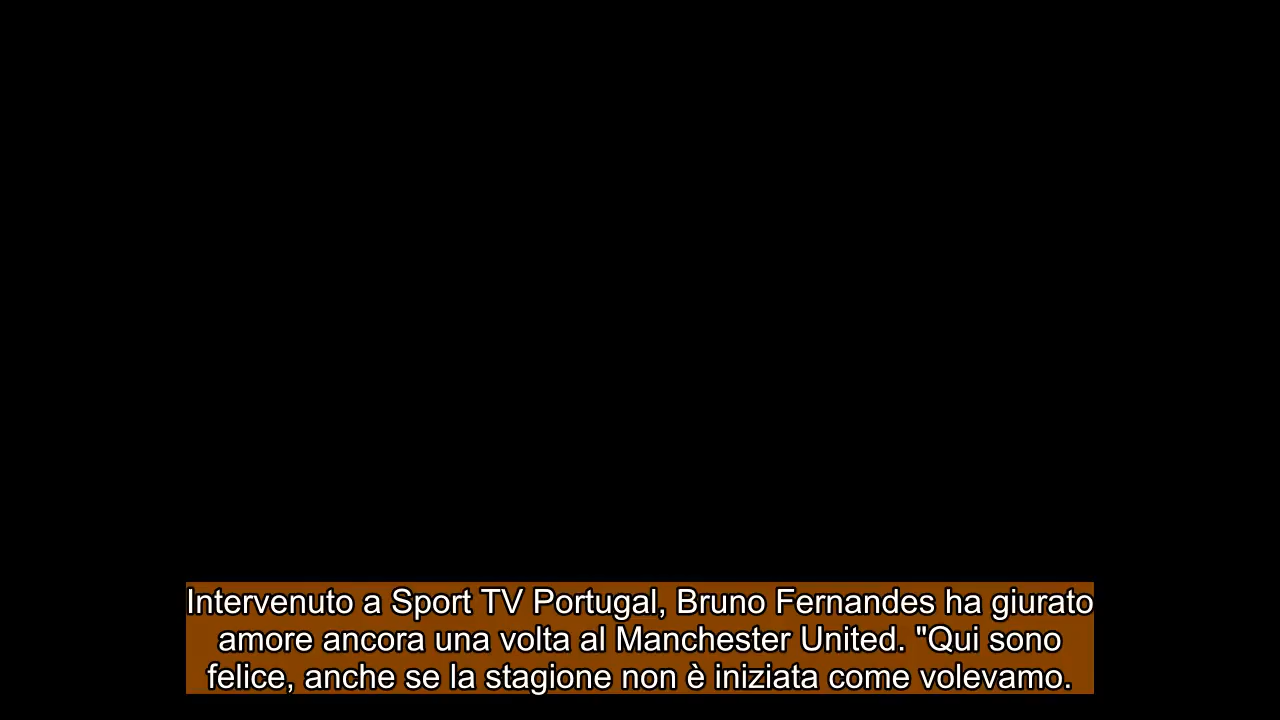 Intervenuto a Sport TV Portugal, Bruno Fernandes ha giurato
amore ancora una volta al Manchester United. "Qui sono
felice, anche se la stagione non è iniziata come volevamo.